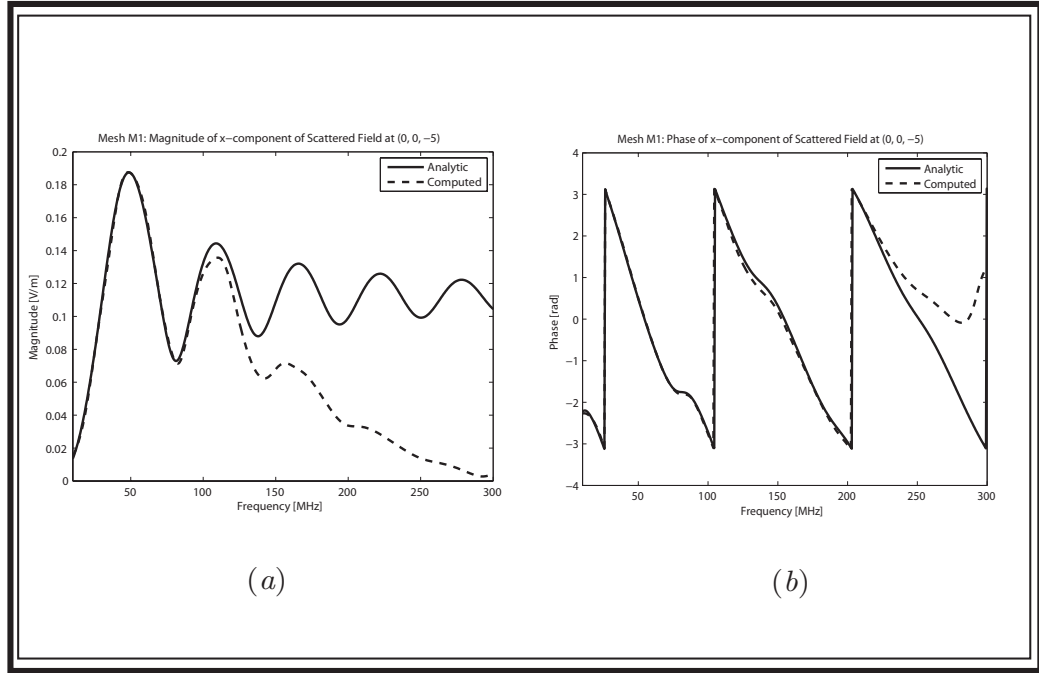 Mesh M1: Magnitude of x−component of Scattered Field at (0, 0, −5)
0.2
0.18
0.16
0.14
0.12
0.1
0.08
0.06
0.04
0.02
0
Magnitude [V/m]
Analytic
Computed
50
100
150
200
250
300
Frequency [MHz]
(a)
Mesh M1: Phase of x−component of Scattered Field at (0, 0, −5)
4
3
2
1
0
−1
−2
−3
−4
Phase [rad]
Analytic
Computed
50
100
150
200
250
300
Frequency [MHz]
(b)